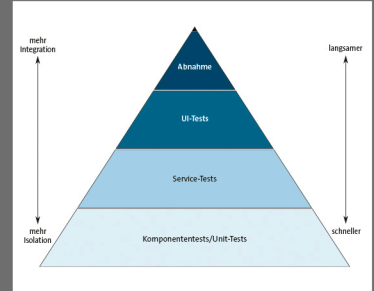 mehr
Integration
langsamer
Abnahme
UI-Tests
Service-Tests
mehr
Isolation
schneller
Komponententests/Unit-Tests